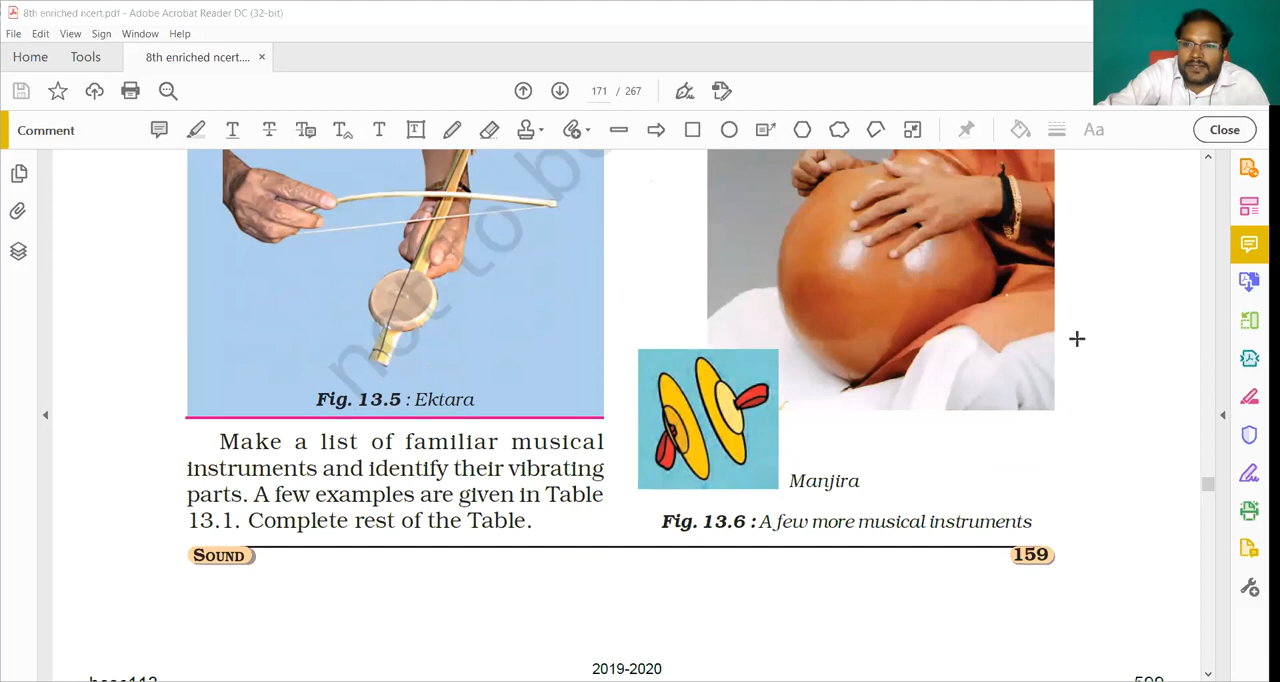 8th enriched ncert.pdf - Adobe Acrobat Reader DC (32-bit)
File Edit View Sign Window Help
Home Tools 8th enriched ncert.... ×
171 / 267
Comment
Aa
Close
not to b
Fig. 13.5 : Ektara
Make a list of familiar musical
instruments and identify their vibrating
parts. A few examples are given in Table
13.1. Complete rest of the Table.
Manjira
Fig. 13.6 : A few more musical instruments
SOUND 159
2019-2020